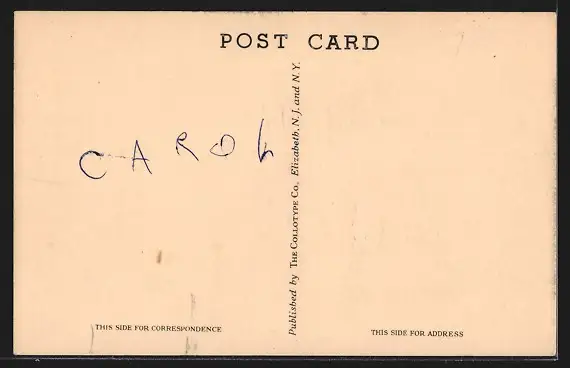 POST CARD
CAROL
Published by THE COLLOTYPE CO., Elizabeth, N. J. and N. Y.
THIS SIDE FOR CORRESPONDENCE
THIS SIDE FOR ADDRESS